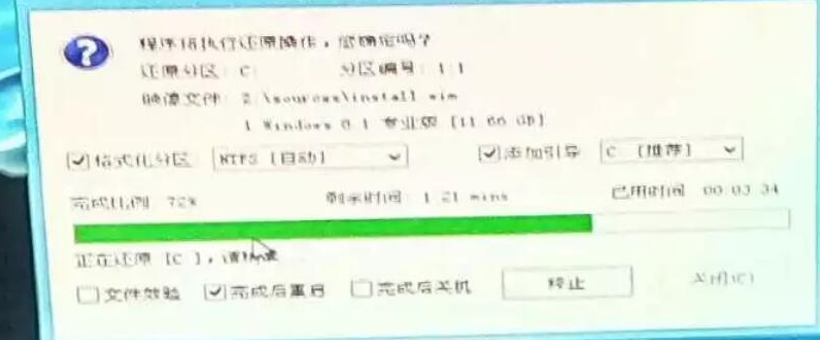 程序将执行还原操作，您确定吗？
还原分区: C: 分区编号: 1:1
映像文件: Z:\sources\install.wim
1 Windows 8.1 专业版 [11.66 GB]
格式化分区 NTFS [自动] 添加引导 C: [推荐]
完成比例: 72% 剩余时间: 1:21 mins 已用时间: 00:03:34
正在还原 [C:],请稍候
文件效验 完成后重启 完成后关机 终止 关闭(C)